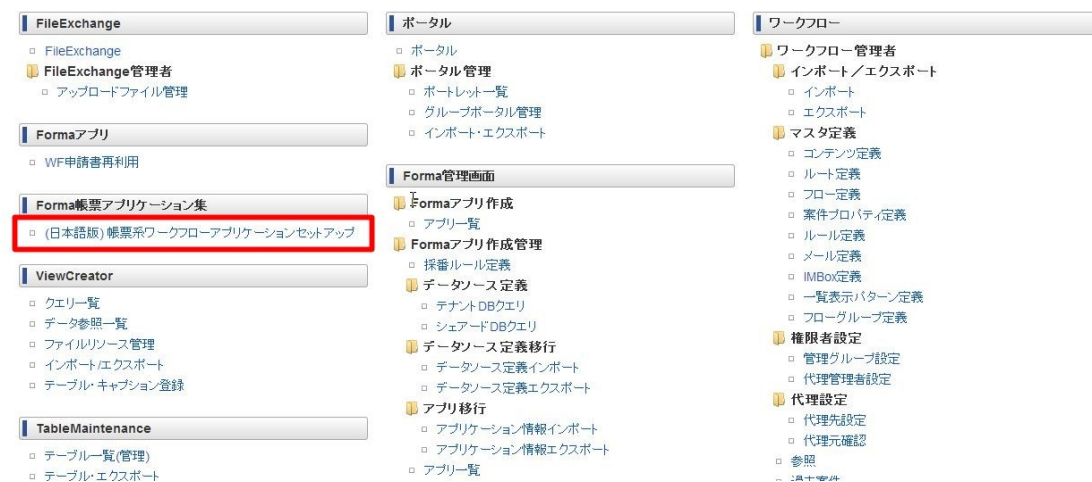 FileExchange
FileExchange
FileExchange管理者
アップロードファイル管理
Formaアプリ
WF申請書再利用
Forma帳票アプリケーション集
(日本語版) 帳票系ワークフローアプリケーションセットアップ
ViewCreator
クエリ一覧
データ参照一覧
ファイルリソース管理
インポート/エクスポート
テーブル・キャプション登録
TableMaintenance
テーブル一覧(管理)
テーブル・エクスポート
ポータル
ポータル
ポータル管理
ポートレット一覧
グループポータル管理
インポート・エクスポート
Forma管理画面
Formaアプリ作成
アプリ一覧
Formaアプリ作成管理
採番ルール定義
データソース定義
テナントDBクエリ
シェアードDBクエリ
データソース定義移行
データソース定義インポート
データソース定義エクスポート
アプリ移行
アプリケーション情報インポート
アプリケーション情報エクスポート
アプリ一覧
ワークフロー
ワークフロー管理者
インポート／エクスポート
インポート
エクスポート
マスタ定義
コンテンツ定義
ルート定義
フロー定義
案件プロパティ定義
ルール定義
メール定義
IMBox定義
一覧表示パターン定義
フローグループ定義
権限者設定
管理グループ設定
代理管理者設定
代理設定
代理先設定
代理元確認
参照
過去案件